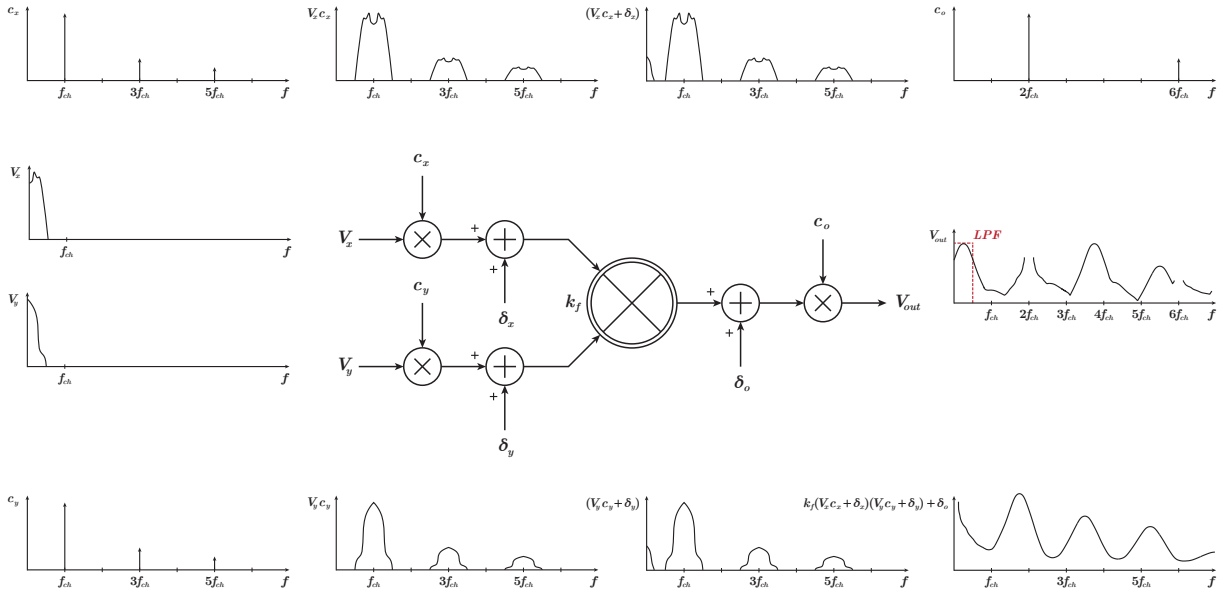 c_x
f_ch 3f_ch 5f_ch f
V_x c_x
f_ch 3f_ch 5f_ch f
(V_x c_x + δ_x)
f_ch 3f_ch 5f_ch f
c_o
2f_ch 6f_ch f
V_x
f_ch f
V_y
f_ch f
c_x
V_x + +
δ_x
c_y
V_y + +
δ_y
k_f
+ +
δ_o
c_o
V_out
V_out LPF
f_ch 2f_ch 3f_ch 4f_ch 5f_ch 6f_ch f
c_y
f_ch 3f_ch 5f_ch f
V_y c_y
f_ch 3f_ch 5f_ch f
(V_y c_y + δ_y)
f_ch 3f_ch 5f_ch f
k_f(V_x c_x + δ_x)(V_y c_y + δ_y) + δ_o
f_ch 3f_ch 5f_ch f